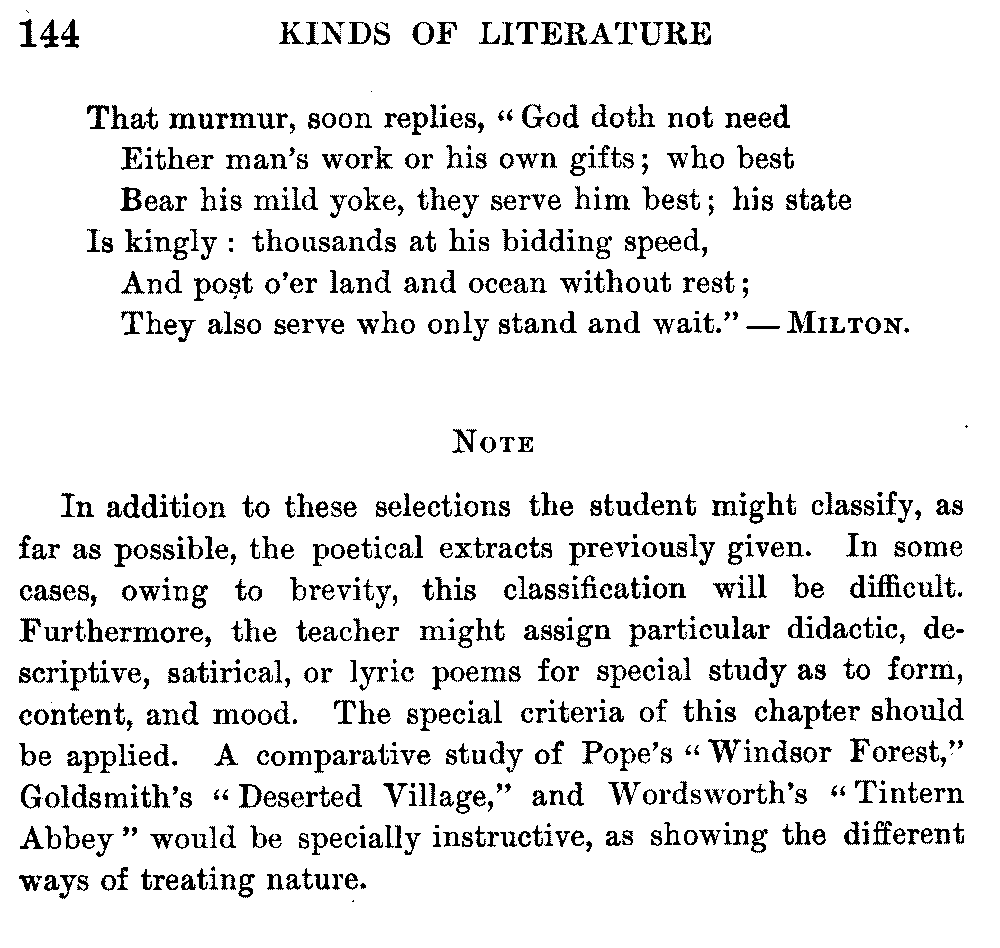 144 KINDS OF LITERATURE
That murmur, soon replies, “God doth not need
Either man’s work or his own gifts; who best
Bear his mild yoke, they serve him best; his state
Is kingly: thousands at his bidding speed,
And post o’er land and ocean without rest;
They also serve who only stand and wait.” — MILTON.
NOTE
In addition to these selections the student might classify, as
far as possible, the poetical extracts previously given. In some
cases, owing to brevity, this classification will be difficult.
Furthermore, the teacher might assign particular didactic, de-
scriptive, satirical, or lyric poems for special study as to form,
content, and mood. The special criteria of this chapter should
be applied. A comparative study of Pope’s “Windsor Forest,”
Goldsmith’s “Deserted Village,” and Wordsworth’s “Tintern
Abbey” would be specially instructive, as showing the different
ways of treating nature.